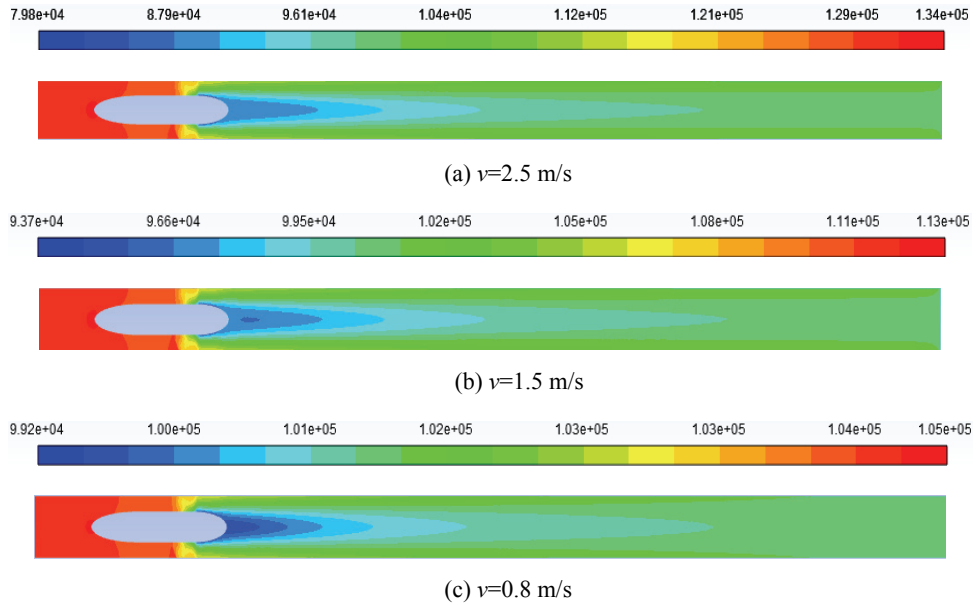 7.98e+04 8.79e+04 9.61e+04 1.04e+05 1.12e+05 1.21e+05 1.29e+05 1.34e+05
(a) v=2.5 m/s
9.37e+04 9.66e+04 9.95e+04 1.02e+05 1.05e+05 1.08e+05 1.11e+05 1.13e+05
(b) v=1.5 m/s
9.92e+04 1.00e+05 1.01e+05 1.02e+05 1.03e+05 1.03e+05 1.04e+05 1.05e+05
(c) v=0.8 m/s